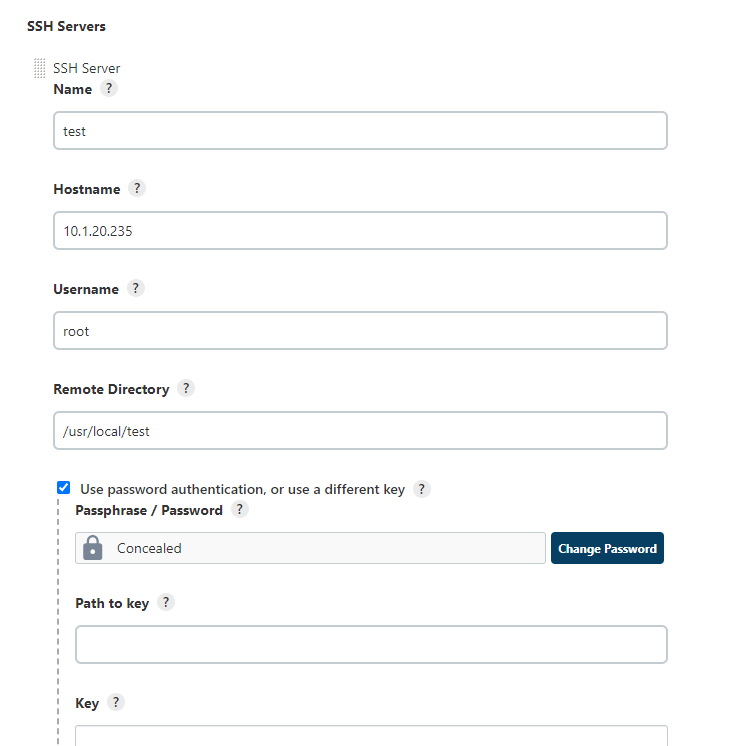 SSH Servers
SSH Server
Name ?
test
Hostname ?
10.1.20.235
Username ?
root
Remote Directory ?
/usr/local/test
Use password authentication, or use a different key ?
Passphrase / Password ?
Concealed Change Password
Path to key ?
Key ?